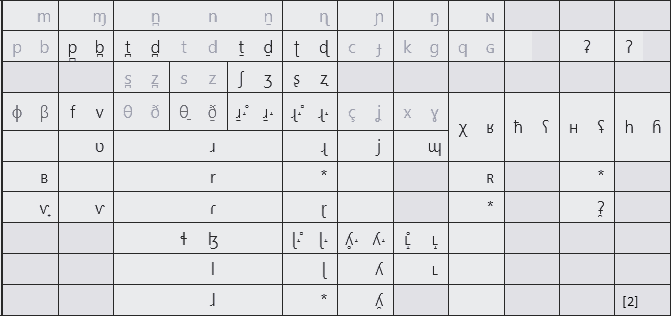 m ɱ n̪ n n̠ ɳ ɲ ŋ ɴ
p b p̪ b̪ t̪ d̪ t d t̠ d̠ ʈ ɖ c ɟ k ɡ q ɢ ʡ ʔ
s̪ z̪ s z ʃ ʒ ʂ ʐ
ɸ β f v θ ð θ̠ ð̠ ç ʝ x ɣ
χ ʁ ħ ʕ ʜ ʢ h ɦ
ʋ ɹ ɻ j ɰ
ʙ r * ʀ *
ⱱ̟ ⱱ ɾ ɽ * ʡ̯
ɬ ɮ
l ɭ ʎ ʟ
ɺ * ʎ̯ [2]